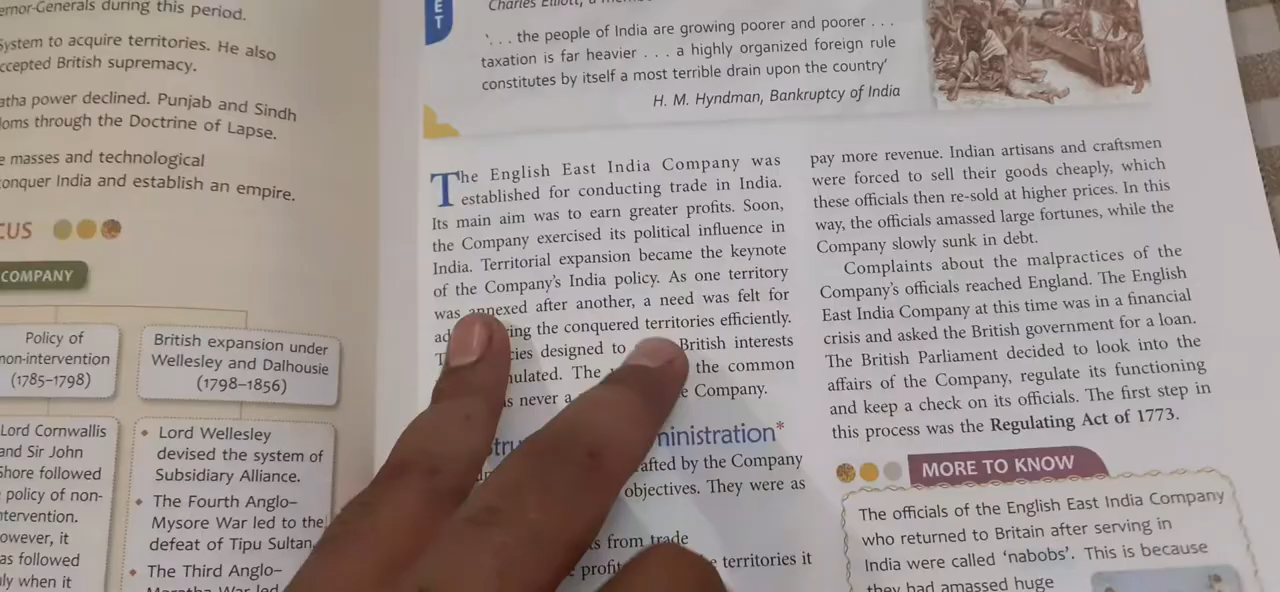 ernor-Generals during this period.
System to acquire territories. He also
ccepted British supremacy.
atha power declined. Punjab and Sindh
doms through the Doctrine of Lapse.
e masses and technological
conquer India and establish an empire.
CUS
COMPANY
Policy of
non-intervention
(1785–1798)
British expansion under
Wellesley and Dalhousie
(1798–1856)
Lord Cornwallis
and Sir John
Shore followed
policy of non-
ntervention.
owever, it
as followed
ly when it
Lord Wellesley
devised the system of
Subsidiary Alliance.
The Fourth Anglo–
Mysore War led to the
defeat of Tipu Sultan.
The Third Anglo-
War led
E
T
Charles Elliott, a
'. . . the people of India are growing poorer and poorer . . .
taxation is far heavier . . . a highly organized foreign rule
constitutes by itself a most terrible drain upon the country'
H. M. Hyndman, Bankruptcy of India
The English East India Company was
established for conducting trade in India.
Its main aim was to earn greater profits. Soon,
the Company exercised its political influence in
India. Territorial expansion became the keynote
of the Company's India policy. As one territory
was annexed after another, a need was felt for
ad ing the conquered territories efficiently.
T cies designed to British interests
mulated. The the common
s never a e Company.
tru ministration*
afted by the Company
objectives. They were as
s from trade
profit e territories it
pay more revenue. Indian artisans and craftsmen
were forced to sell their goods cheaply, which
these officials then re-sold at higher prices. In this
way, the officials amassed large fortunes, while the
Company slowly sunk in debt.
Complaints about the malpractices of the
Company's officials reached England. The English
East India Company at this time was in a financial
crisis and asked the British government for a loan.
The British Parliament decided to look into the
affairs of the Company, regulate its functioning
and keep a check on its officials. The first step in
this process was the Regulating Act of 1773.
MORE TO KNOW
The officials of the English East India Company
who returned to Britain after serving in
India were called 'nabobs'. This is because
they had amassed huge